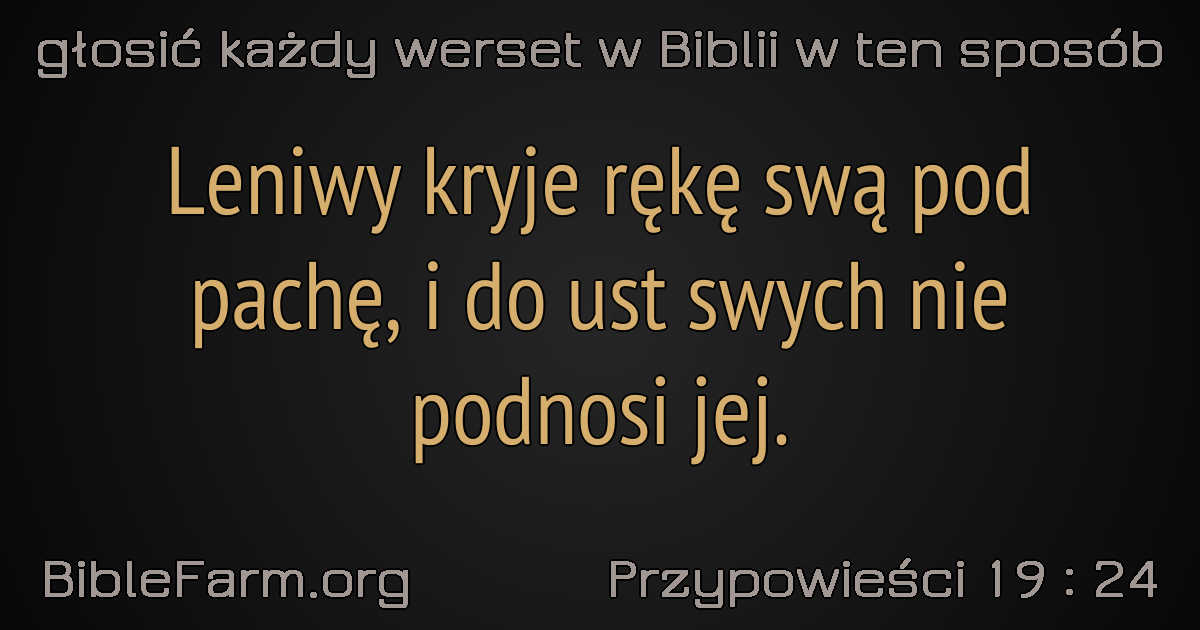 głosić każdy werset w Biblii w ten sposób
Leniwy kryje rękę swą pod
pachę, i do ust swych nie
podnosi jej.
BibleFarm.org
Przypowieści 19 : 24